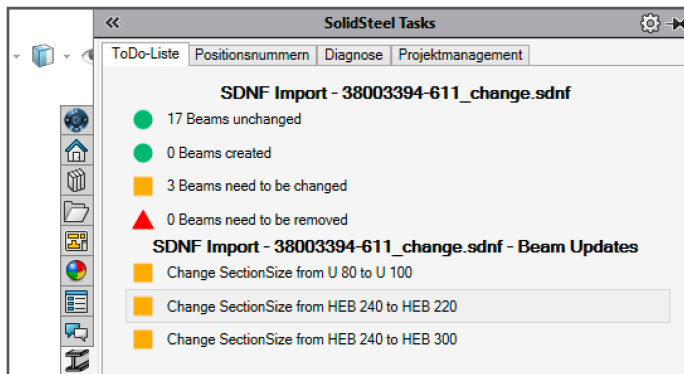 SolidSteel Tasks
ToDo-Liste Positionsnummern Diagnose Projektmanagement
SDNF Import - 38003394-611_change.sdnf
17 Beams unchanged
0 Beams created
3 Beams need to be changed
0 Beams need to be removed
SDNF Import - 38003394-611_change.sdnf - Beam Updates
Change SectionSize from U 80 to U 100
Change SectionSize from HEB 240 to HEB 220
Change SectionSize from HEB 240 to HEB 300